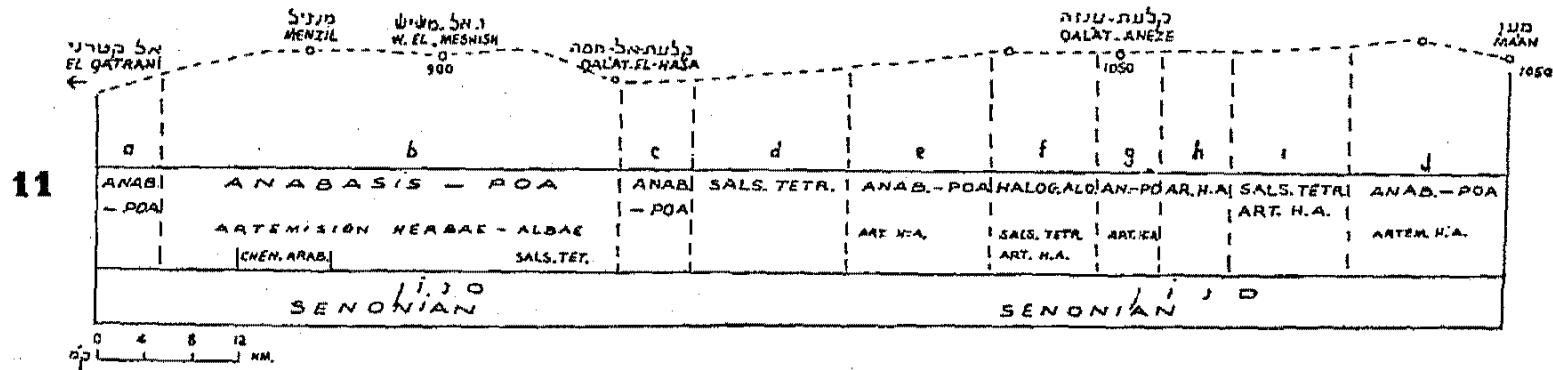 מנזיל
MENZIL
ו. אל. משיש
W. EL. MESHISH
900
קלעת-ענזה
QALAT-ANEZE
1050
אל קטרני
EL QATRANI
קלעת-אל-חסה
QALAT-EL-HASA
מען
MAAN
1050
a b c d e f g h i j
11
ANAB. ANABASIS - POA ANAB. SALS. TETR. ANAB.-POA HALOG. ALO. AN.-PO AR.H.A SALS. TETR. ANAB.-POA
-POA -POA ART. H.A.
ARTEMISION HERBAE-ALBAE ART. H.A. SALS. TETR. ART. H.A ARTEM. H.A.
CHEN. ARAB. SALS. TET. ART. H.A.
סנון סנון
SENONIAN SENONIAN
0 4 8 12
ק"מ KM.